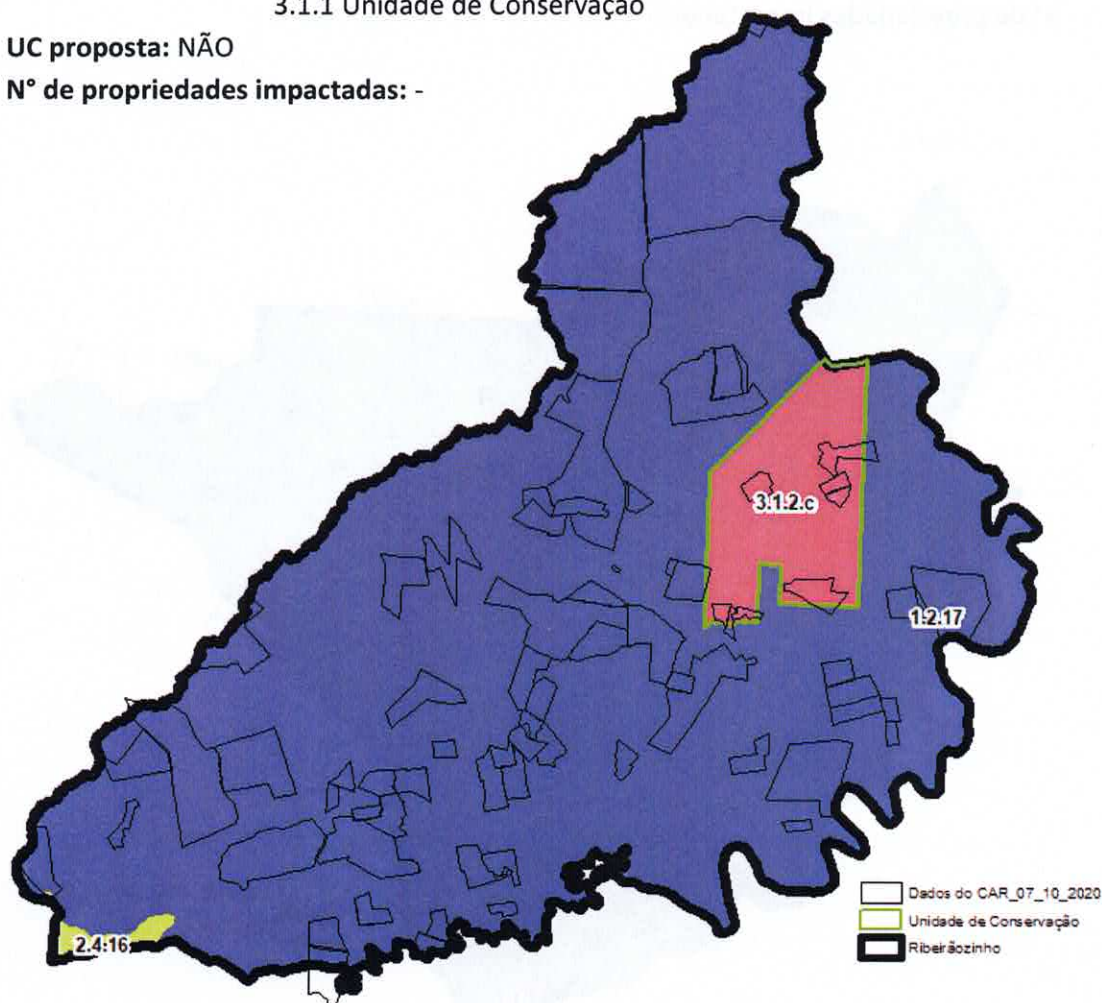 3.1.1 Unidade de Conservação
UC proposta: NÃO
N° de propriedades impactadas: -
3.1.2.c
1.2.17
2.4.16
Dados do CAR_07_10_2020
Unidade de Conservação
Ribeirãozinho